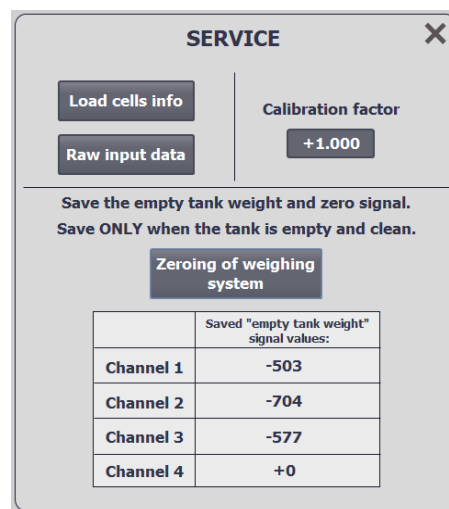 SERVICE
Load cells info
Raw input data
Calibration factor
+1.000
Save the empty tank weight and zero signal.
Save ONLY when the tank is empty and clean.
Zeroing of weighing
system
Saved "empty tank weight"
signal values:
Channel 1 -503
Channel 2 -704
Channel 3 -577
Channel 4 +0